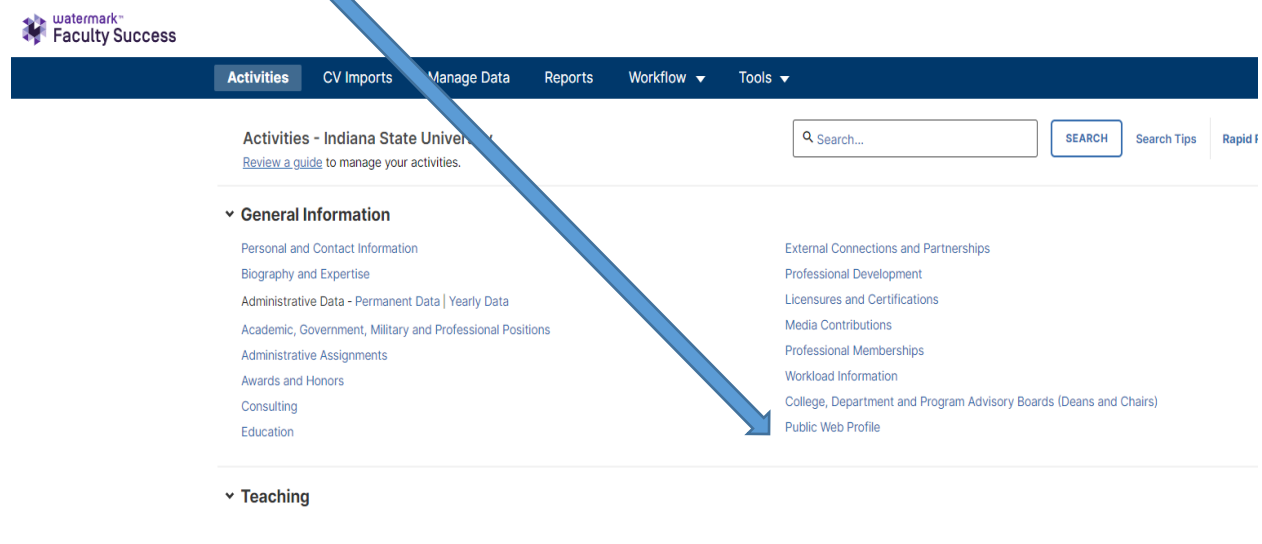 watermark™
Faculty Success
Activities CV Imports Manage Data Reports Workflow Tools
Activities - Indiana State University
Review a guide to manage your activities.
Search...
SEARCH
Search Tips
Rapid
General Information
Personal and Contact Information
Biography and Expertise
Administrative Data - Permanent Data | Yearly Data
Academic, Government, Military and Professional Positions
Administrative Assignments
Awards and Honors
Consulting
Education
External Connections and Partnerships
Professional Development
Licensures and Certifications
Media Contributions
Professional Memberships
Workload Information
College, Department and Program Advisory Boards (Deans and Chairs)
Public Web Profile
Teaching